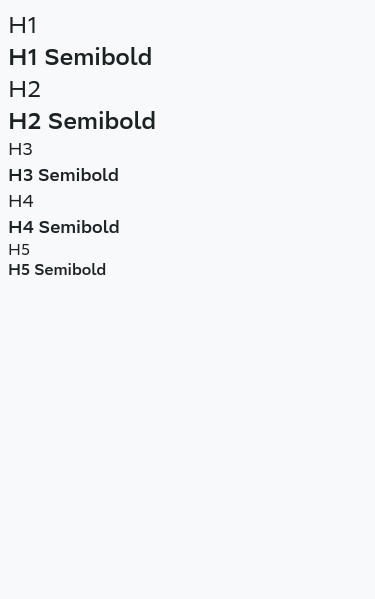 H1
H1 Semibold
H2
H2 Semibold
H3
H3 Semibold
H4
H4 Semibold
H5
H5 Semibold